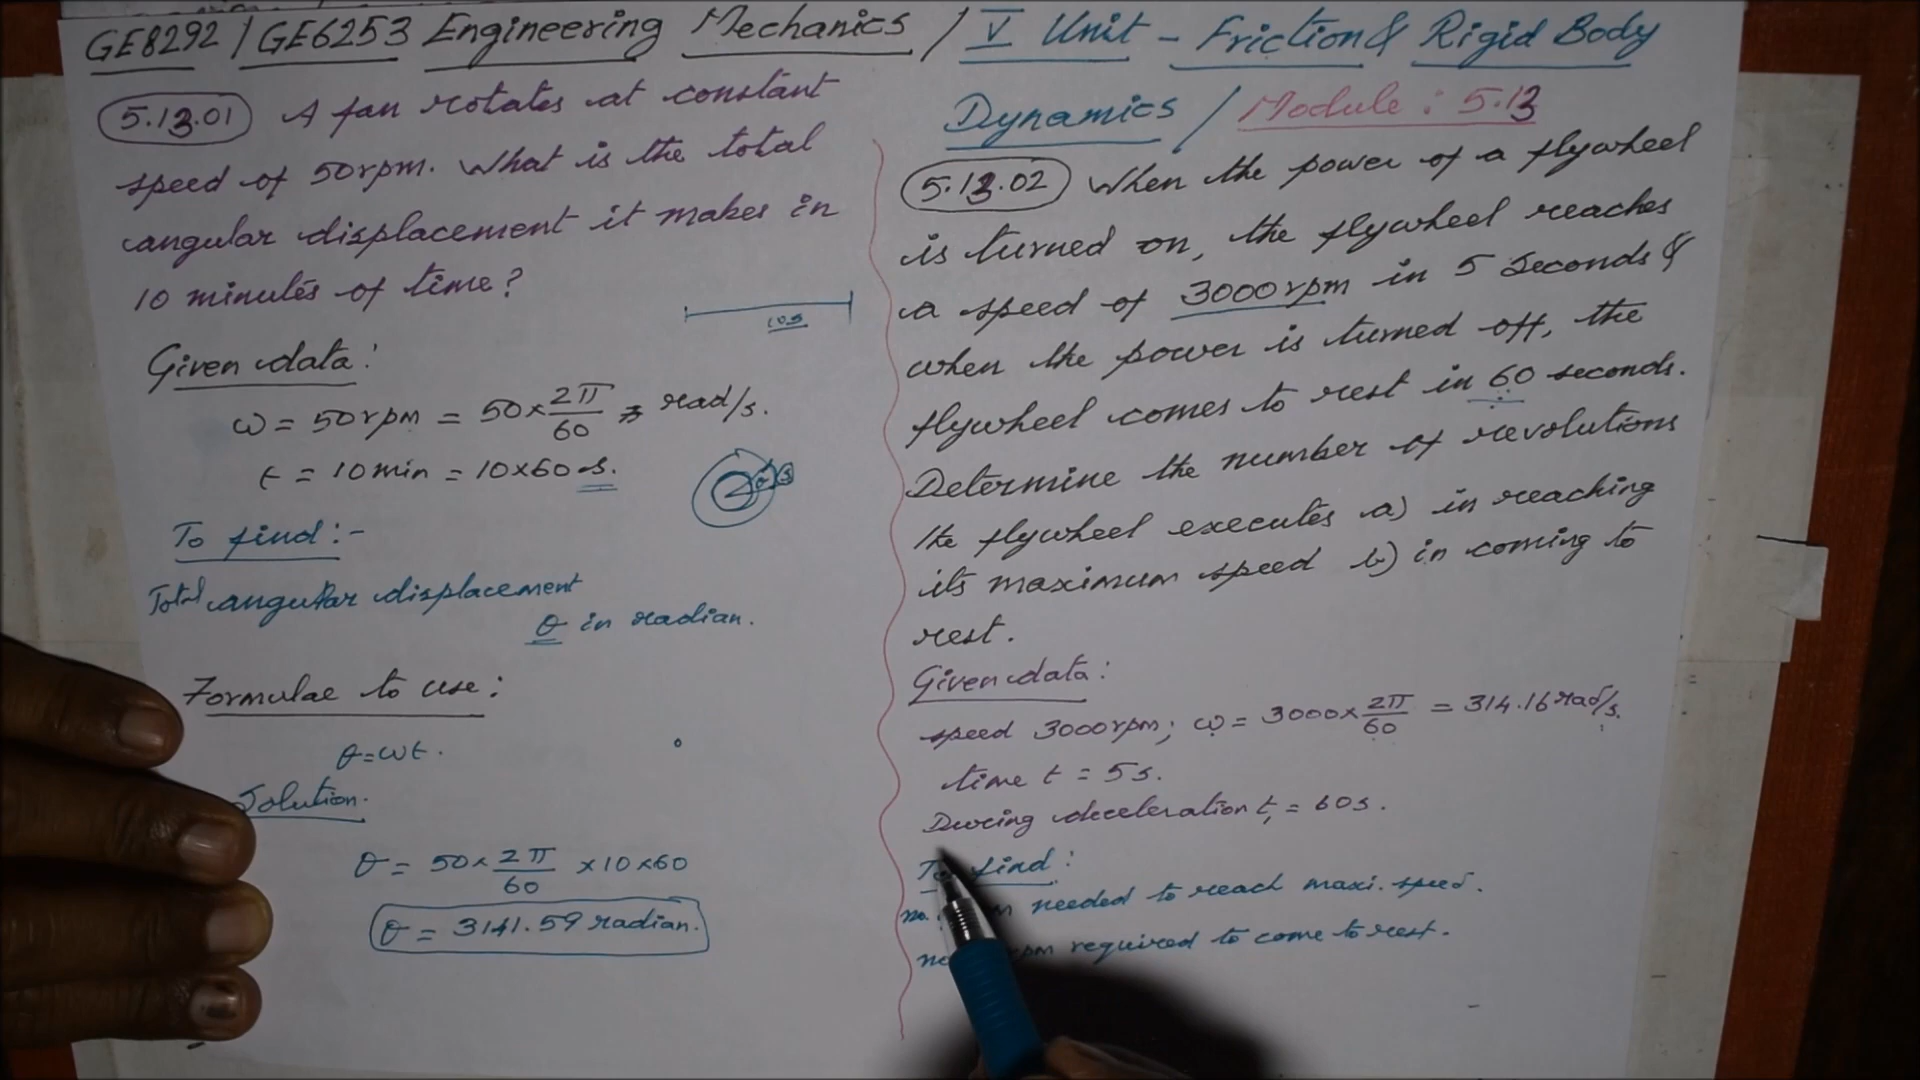 GE8292 / GE6253 Engineering Mechanics / V Unit - Friction & Rigid Body
Dynamics / Module : 5.13
5.13.01 A fan rotates at constant
speed of 50rpm. What is the total
angular displacement it makes in
10 minutes of time?
10s
Given data:
ω = 50rpm = 50×2π/60 = rad/s.
t = 10min = 10×60 s.
To find:-
Total angular displacement
θ in radian.
Formulae to use:
θ=ωt.
Solution.
θ = 50×2π/60 ×10×60
θ = 3141.59 radian.
5.13.02 When the power of a flywheel
is turned on, the flywheel reaches
a speed of 3000rpm in 5 seconds &
when the power is turned off, the
flywheel comes to rest in 60 seconds.
Determine the number of revolutions
the flywheel executes a) in reaching
its maximum speed b) in coming to
rest.
Given data:
speed 3000rpm; ω = 3000×2π/60 = 314.16 rad/s.
time t = 5s.
During deceleration t₁ = 60s.
To find:
no. needed to reach maxi. speed.
rpm required to come to rest.